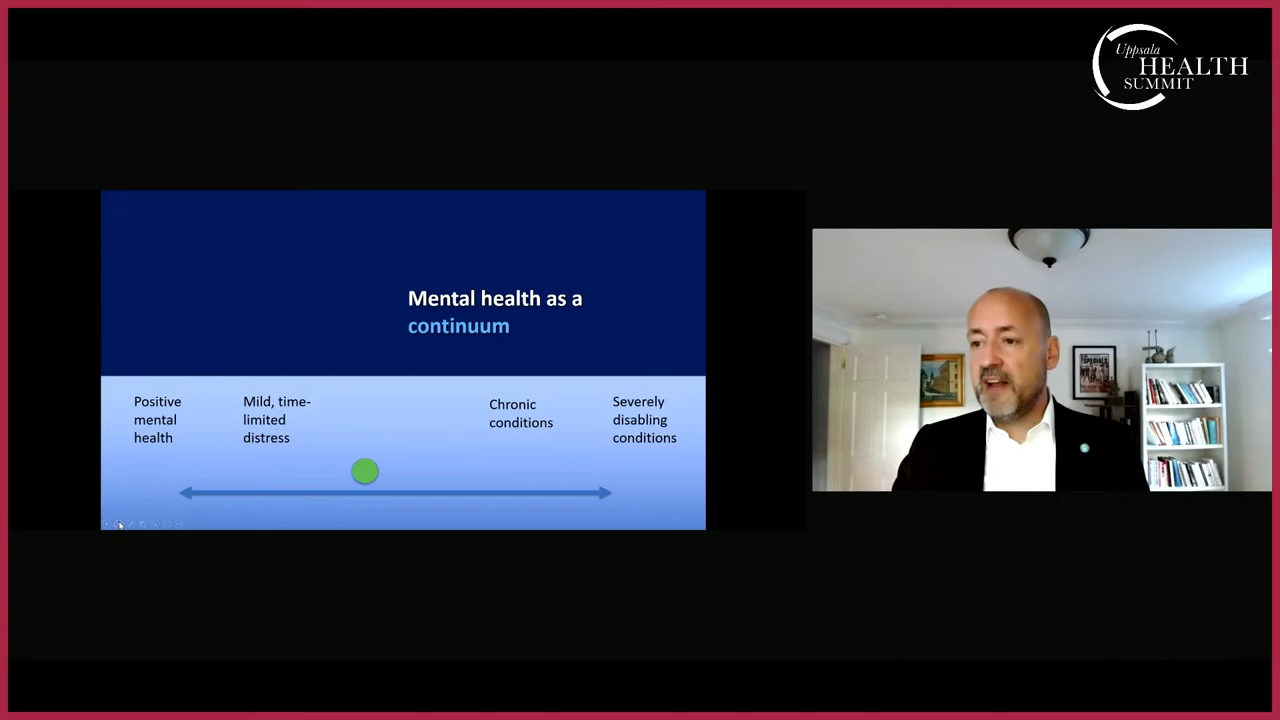 Uppsala
HEALTH
SUMMIT
Mental health as a
continuum
Positive
mental
health
Mild, time-
limited
distress
Chronic
conditions
Severely
disabling
conditions
SPECIALS